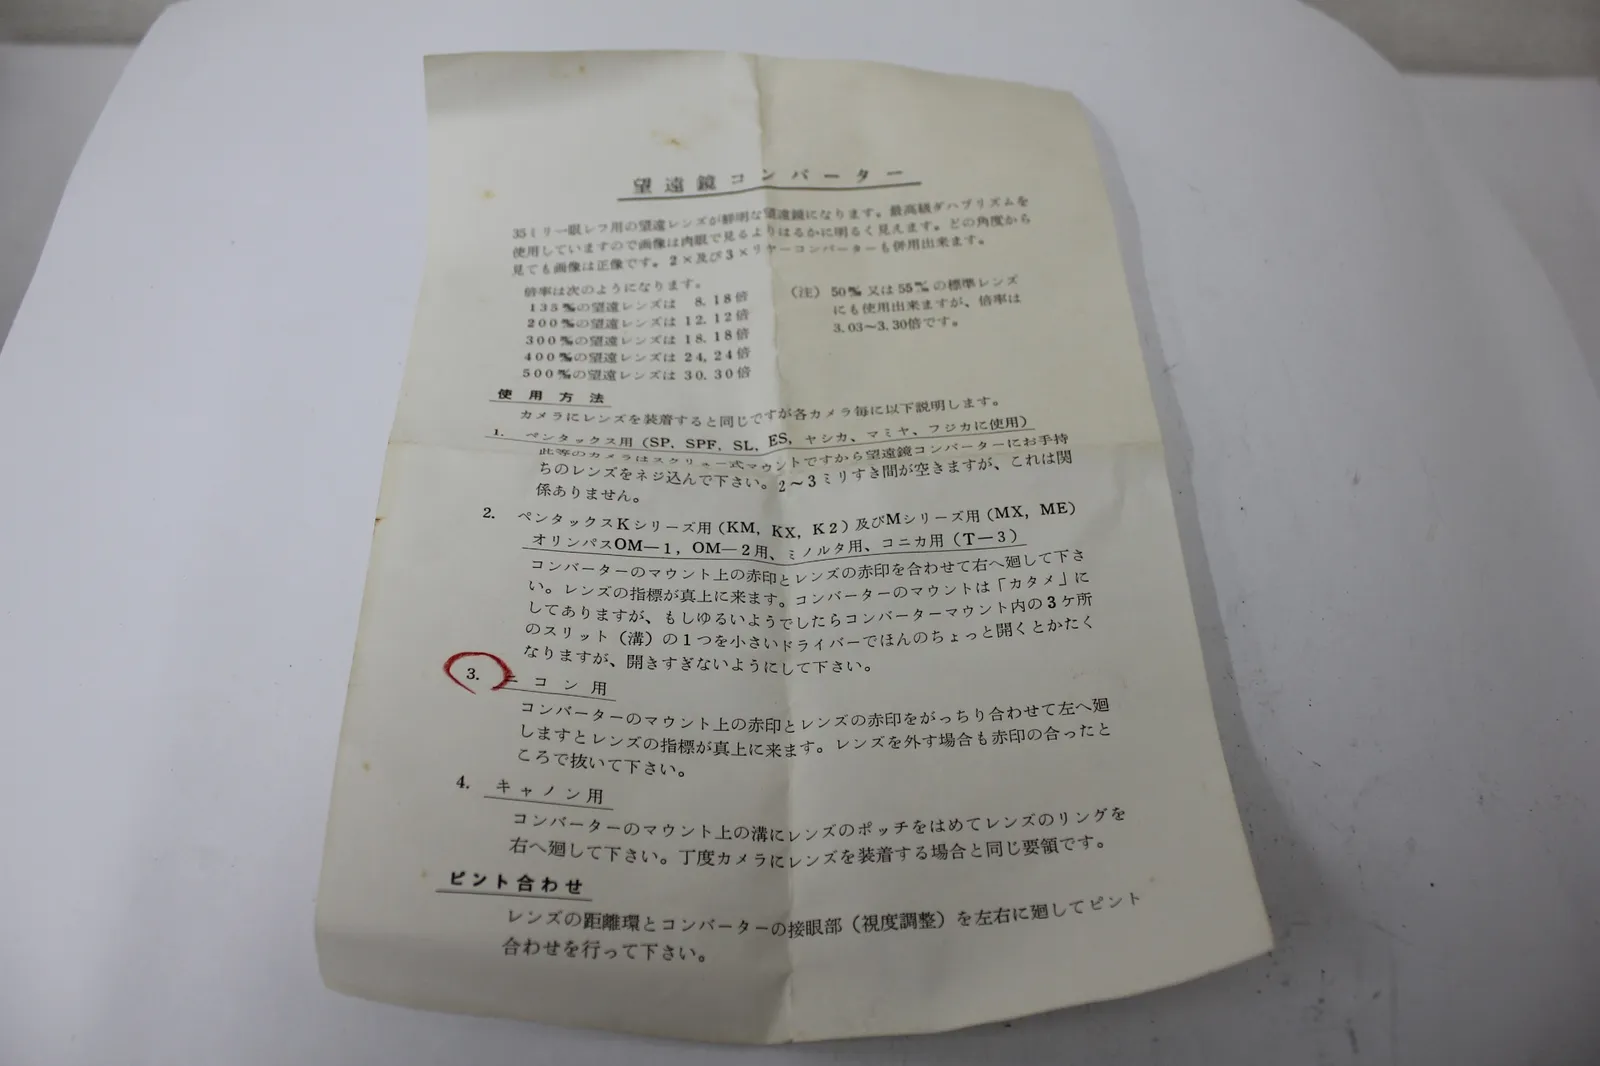 望遠鏡コンバーター
35ミリ一眼レフ用の望遠レンズが鮮明な望遠鏡になります。最高級ダハプリズムを
使用していますので画像は肉眼で見るよりはるかに明るく見えます。どの角度から
見ても画像は正像です。2×及び3×リヤーコンバーターも併用出来ます。
倍率は次のようになります。
135㎜の望遠レンズは 8.18倍
200㎜の望遠レンズは 12.12倍
300㎜の望遠レンズは 18.18倍
400㎜の望遠レンズは 24.24倍
500㎜の望遠レンズは 30.30倍
(注) 50㎜又は55㎜の標準レンズ
にも使用出来ますが、倍率は
3.03〜3.30倍です。
使用方法
カメラにレンズを装着すると同じですが各カメラ毎に以下説明します。
1. ペンタックス用(SP, SPF, SL, ES, ヤシカ、マミヤ、フジカに使用)
此等のカメラはスクリュー式マウントですから望遠鏡コンバーターにお手持
ちのレンズをネジ込んで下さい。2〜3ミリすき間が空きますが、これは関
係ありません。
2. ペンタックスKシリーズ用(KM, KX, K2)及びMシリーズ用(MX, ME)
オリンパスOM—1, OM—2用、ミノルタ用、コニカ用(T—3)
コンバーターのマウント上の赤印とレンズの赤印を合わせて右へ廻して下さ
い。レンズの指標が真上に来ます。コンバーターのマウントは「カタメ」に
してありますが、もしゆるいようでしたらコンバーターマウント内の3ケ所
のスリット(溝)の1つを小さいドライバーでほんのちょっと開くとかたく
なりますが、開きすぎないようにして下さい。
3. ニコン用
コンバーターのマウント上の赤印とレンズの赤印をがっちり合わせて左へ廻
しますとレンズの指標が真上に来ます。レンズを外す場合も赤印の合ったと
ころで抜いて下さい。
4. キャノン用
コンバーターのマウント上の溝にレンズのポッチをはめてレンズのリングを
右へ廻して下さい。丁度カメラにレンズを装着する場合と同じ要領です。
ピント合わせ
レンズの距離環とコンバーターの接眼部(視度調整)を左右に廻してピント
合わせを行って下さい。